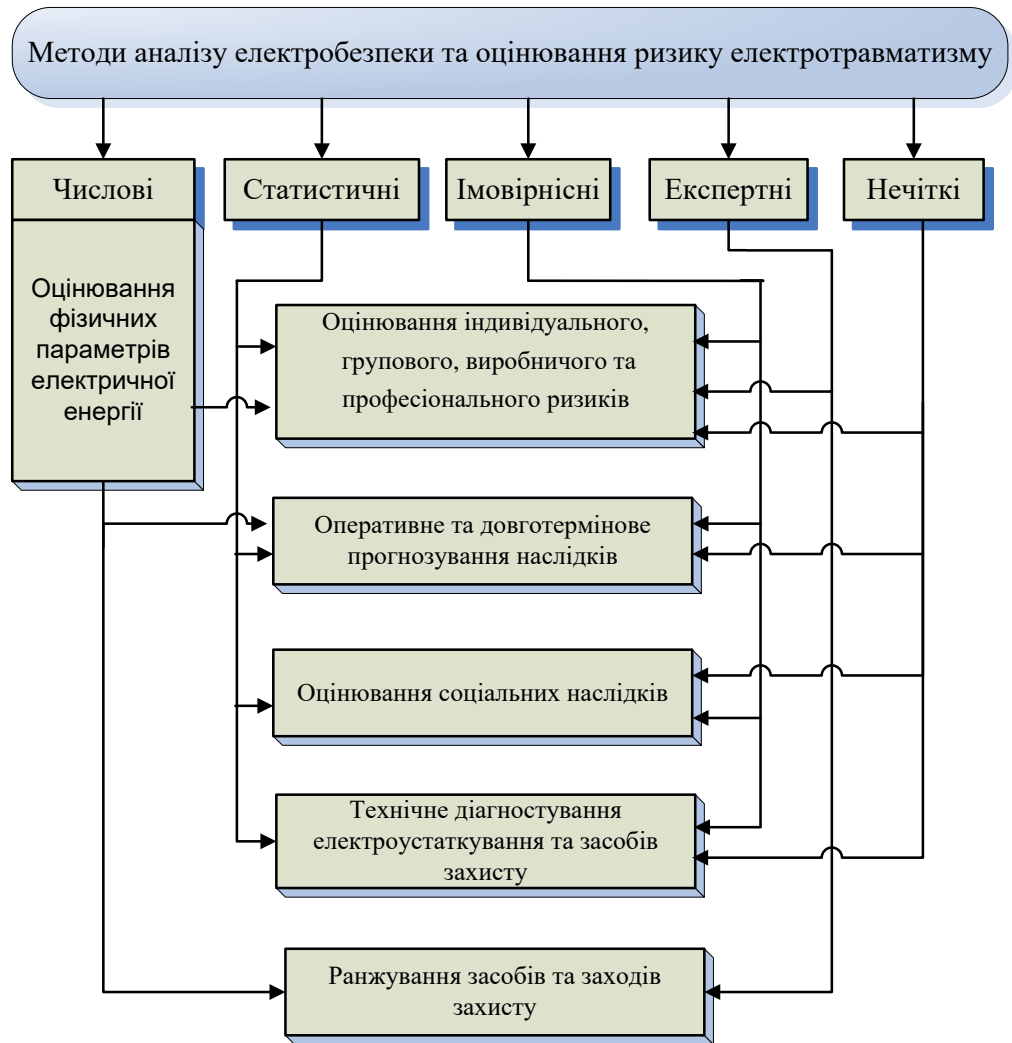 Методи аналізу електробезпеки та оцінювання ризику електротравматизму
Числові
Статистичні
Імовірнісні
Експертні
Нечіткі
Оцінювання
фізичних
параметрів
електричної
енергії
Оцінювання індивідуального,
групового, виробничого та
професіонального ризиків
Оперативне та довготермінове
прогнозування наслідків
Оцінювання соціальних наслідків
Технічне діагностування
електроустаткування та засобів
захисту
Ранжування засобів та заходів
захисту